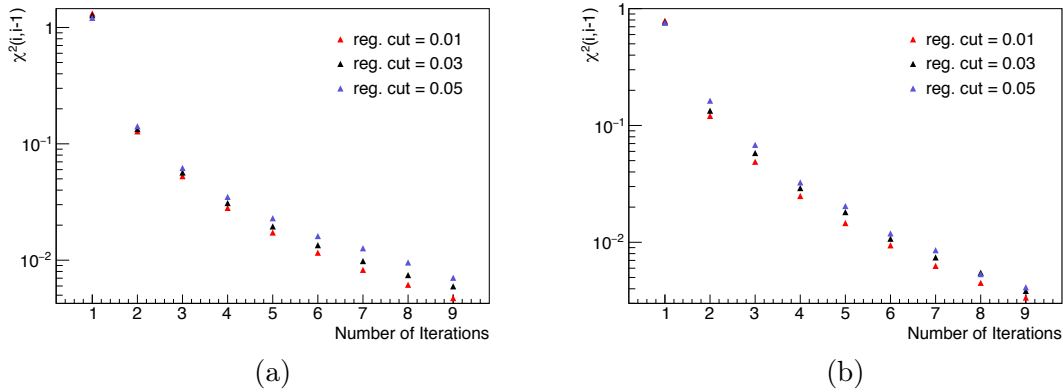 χ²(i,i-1)
1
10⁻¹
10⁻²
reg. cut = 0.01
reg. cut = 0.03
reg. cut = 0.05
1 2 3 4 5 6 7 8 9
Number of Iterations
(a)
χ²(i,i-1)
1
10⁻¹
10⁻²
reg. cut = 0.01
reg. cut = 0.03
reg. cut = 0.05
1 2 3 4 5 6 7 8 9
Number of Iterations
(b)